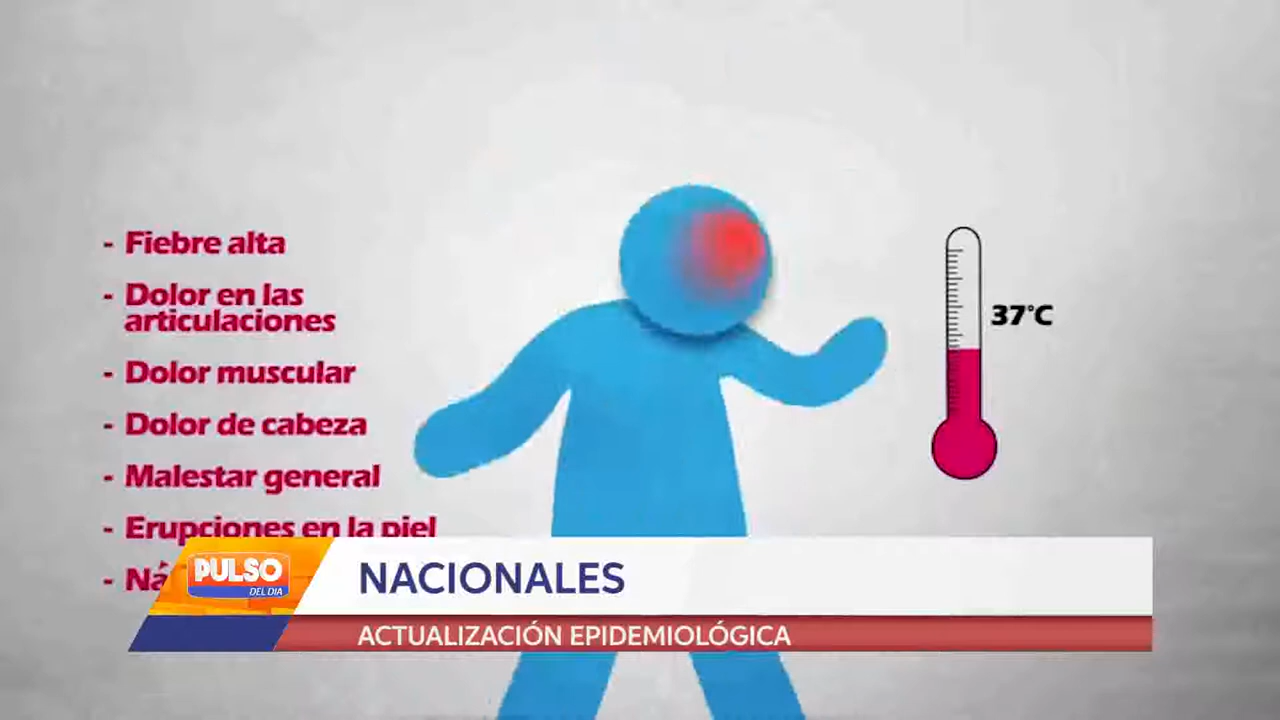 - Fiebre alta
- Dolor en las
articulaciones
- Dolor muscular
- Dolor de cabeza
- Malestar general
- Erupciones en la piel
37°C
PULSO
DEL DIA
NACIONALES
ACTUALIZACIÓN EPIDEMIOLÓGICA